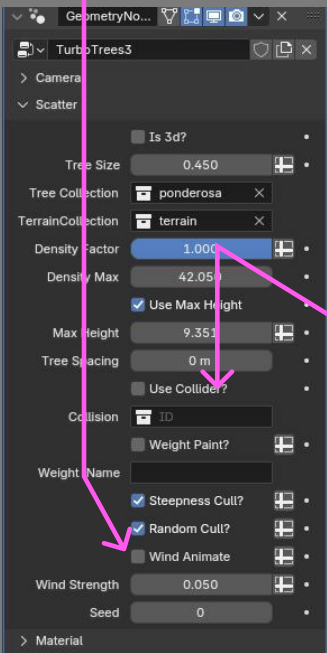 GeometryNo...
TurboTrees3
Camera
Scatter
Is 3d?
Tree Size 0.450
Tree Collection ponderosa
TerrainCollection terrain
Density Factor 1.000
Density Max 42.050
Use Max Height
Max Height 9.351
Tree Spacing 0 m
Use Collider?
Collision ID
Weight Paint?
Weight Name
Steepness Cull?
Random Cull?
Wind Animate
Wind Strength 0.050
Seed 0
Material